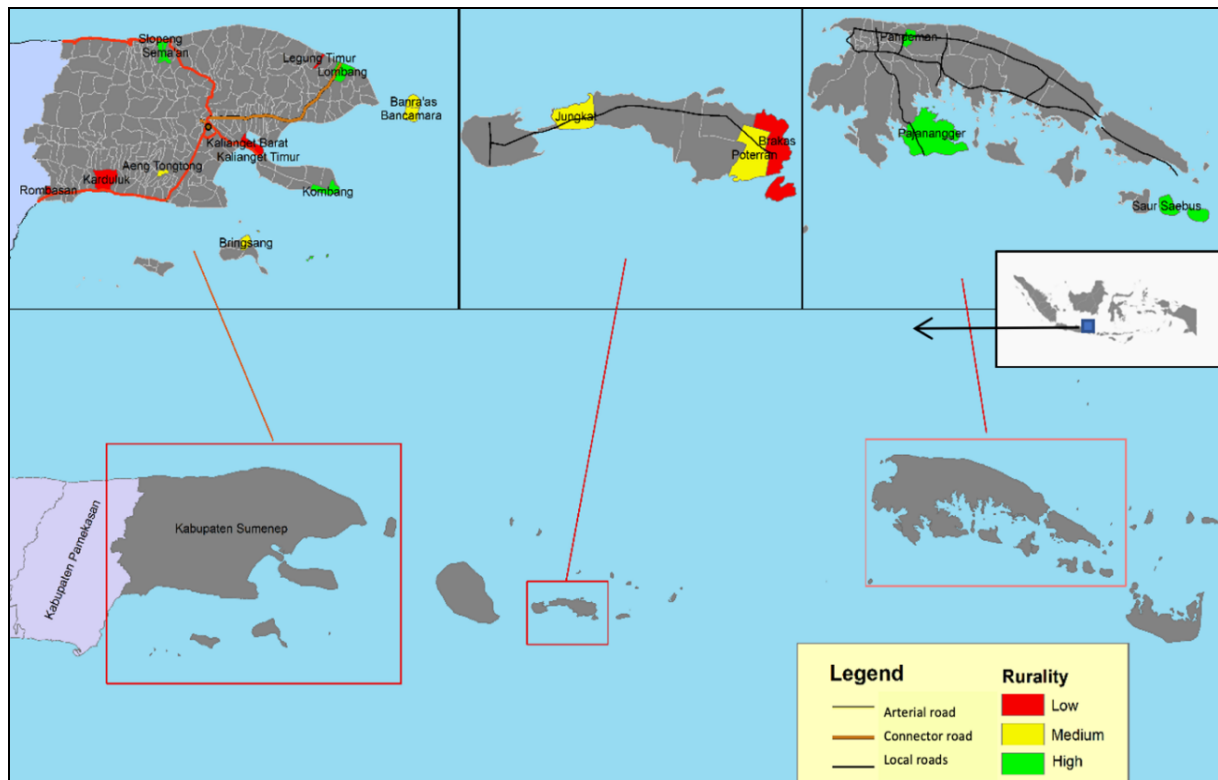 Slopeng
Sema'an
Legung Timur
Lombang
Banra'as
Bancamara
Kalianget Barat
Kalianget Timur
Aeng Tongtong
Karduluk
Rombasan
Kombang
Bringsang
Jungkat
Brakas
Poterran
Pandeman
Pajanangger
Saur Saebus
Kabupaten Pamekasan
Kabupaten Sumenep
Legend
Arterial road
Connector road
Local roads
Rurality
Low
Medium
High